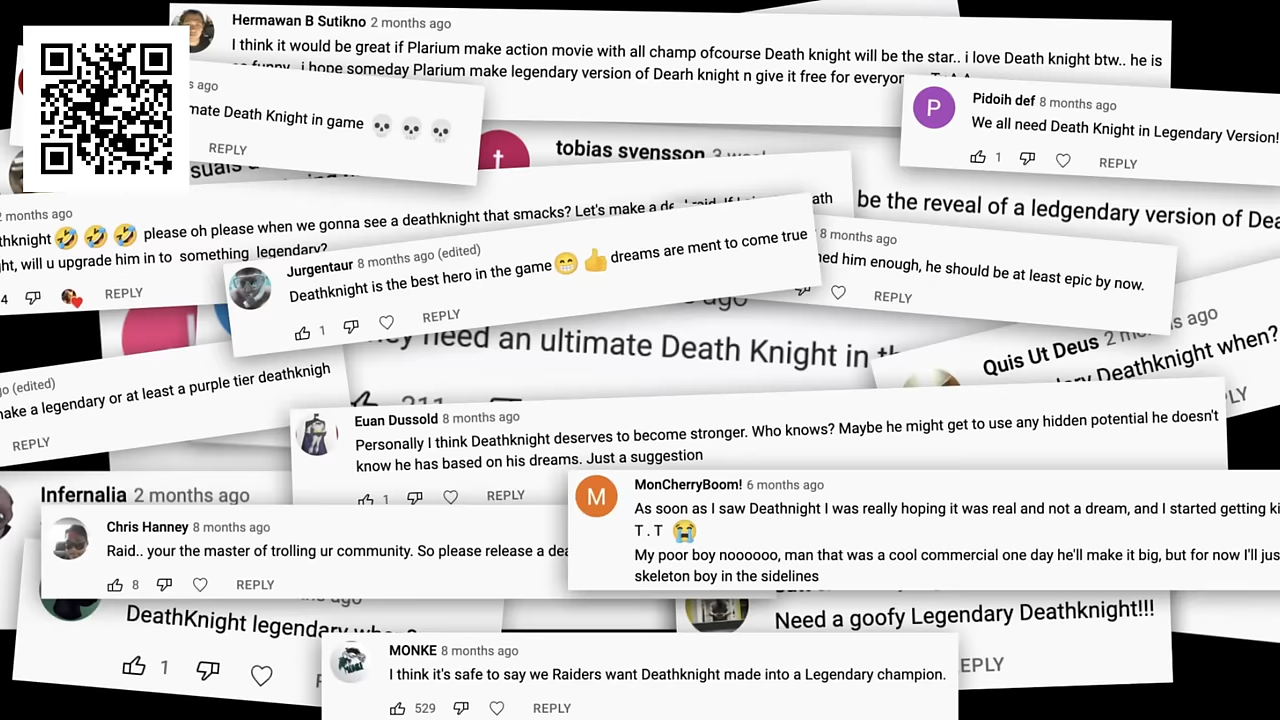 Hermawan B Sutikno 2 months ago
I think it would be great if Plarium make action movie with all champ ofcourse Death knight will be the star.. i love Death knight btw.. he is
so funny.. i hope someday Plarium make legendary version of Dearh knight n give it free for everyon
s ago
mate Death Knight in game 💀 💀 💀
REPLY
P
Pidoih def 8 months ago
We all need Death Knight in Legendary Version!
1 REPLY
t
tobias svensson 3
be the reveal of a ledgendary version of Dea
2 months ago
thknight 🤣 🤣 🤣 please oh please when we gonna see a deathknight that smacks? Let's make a
ght, will u upgrade him in to something legendary?
4 REPLY
Jurgentaur 8 months ago (edited)
Deathknight is the best hero in the game 😁 👍 dreams are ment to come true
1 REPLY
8 months ago
ned him enough, he should be at least epic by now.
REPLY
ago
need an ultimate Death Knight in
211
Quis Ut Deus 2 s ago
Deathknight when?
go (edited)
make a legendary or at least a purple tier deathknigh
REPLY
Euan Dussold 8 months ago
Personally I think Deathknight deserves to become stronger. Who knows? Maybe he might get to use any hidden potential he doesn't
know he has based on his dreams. Just a suggestion
1 REPLY
Infernalia 2 months ago
M
MonCherryBoom! 6 months ago
As soon as I saw Deathnight I was really hoping it was real and not a dream, and I started getting ki
T . T 😭
My poor boy noooooo, man that was a cool commercial one day he'll make it big, but for now I'll jus
skeleton boy in the sidelines
Chris Hanney 8 months ago
Raid.. your the master of trolling ur community. So please release a dea
8 REPLY
DeathKnight legendary
1
Need a goofy Legendary Deathknight!!!
EPLY
MONKE 8 months ago
I think it's safe to say we Raiders want Deathknight made into a Legendary champion.
529 REPLY